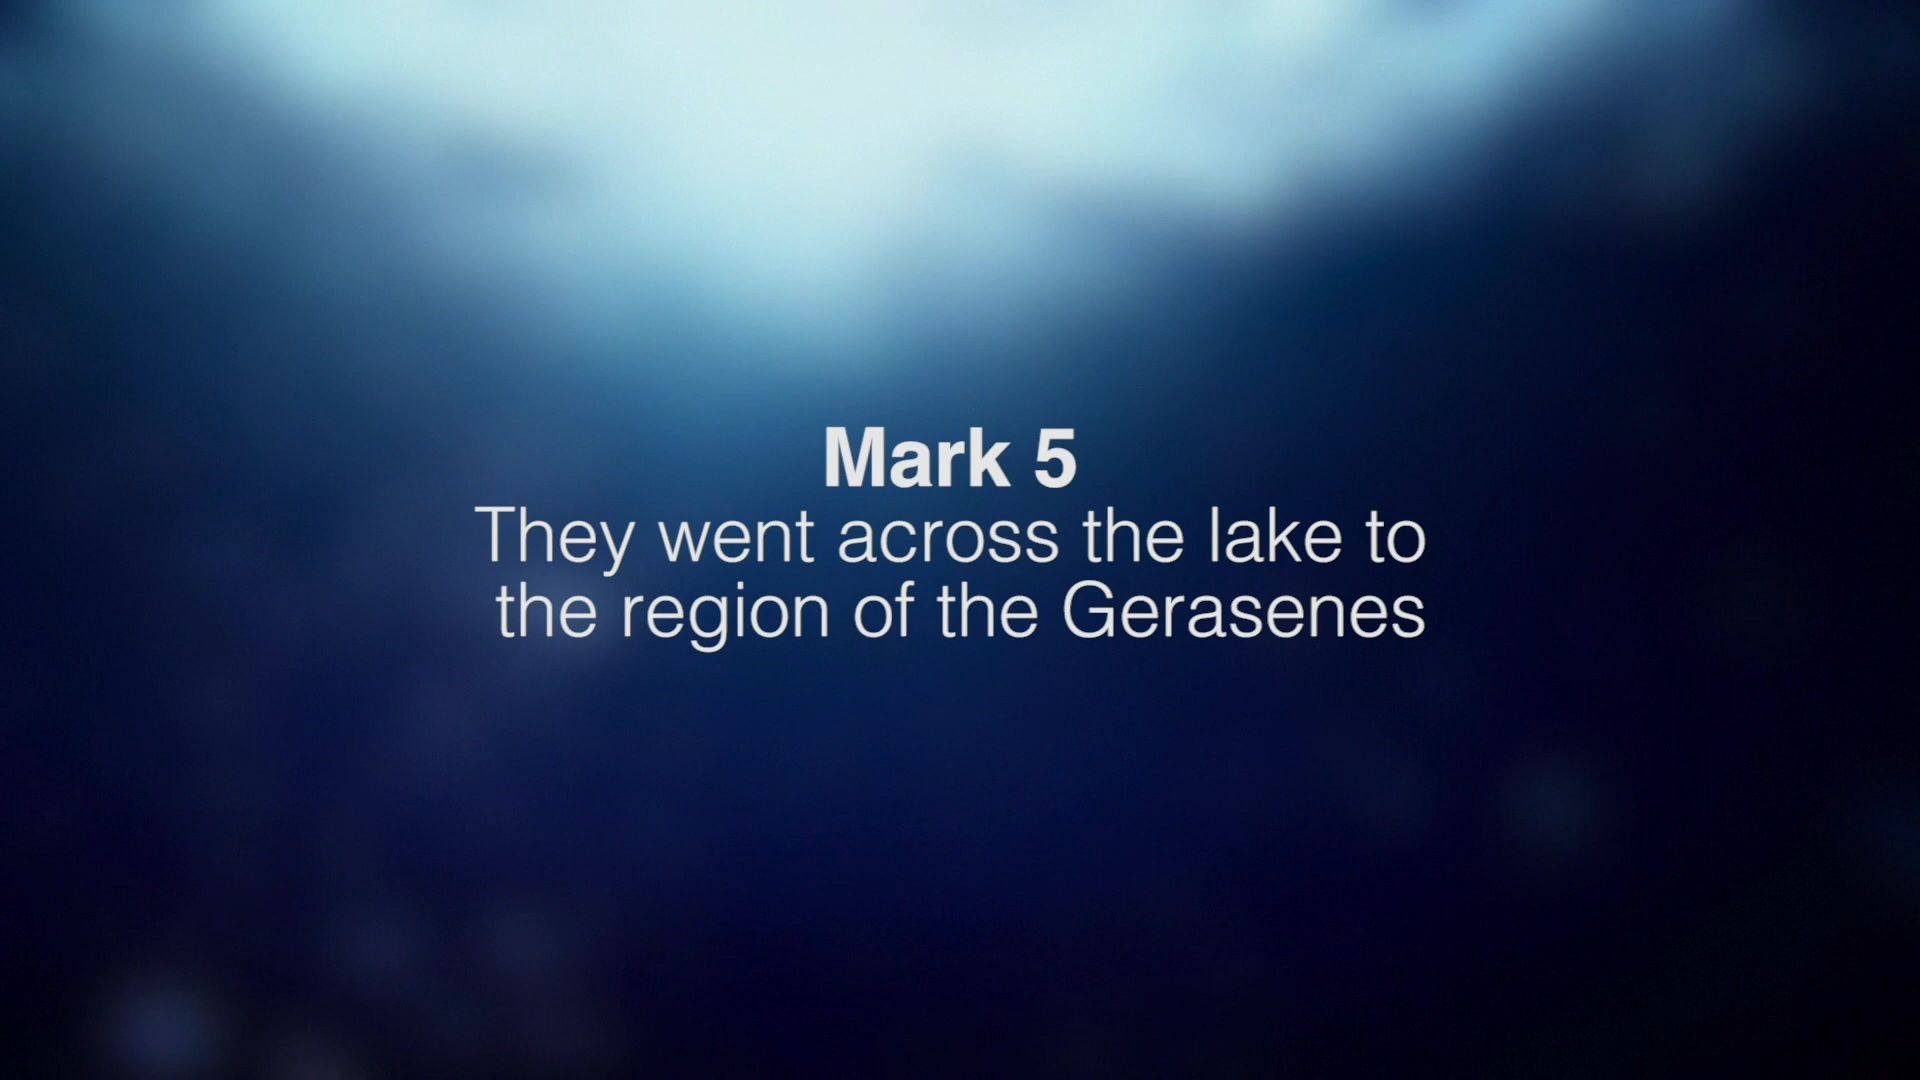 Mark 5
They went across the lake to
the region of the Gerasenes